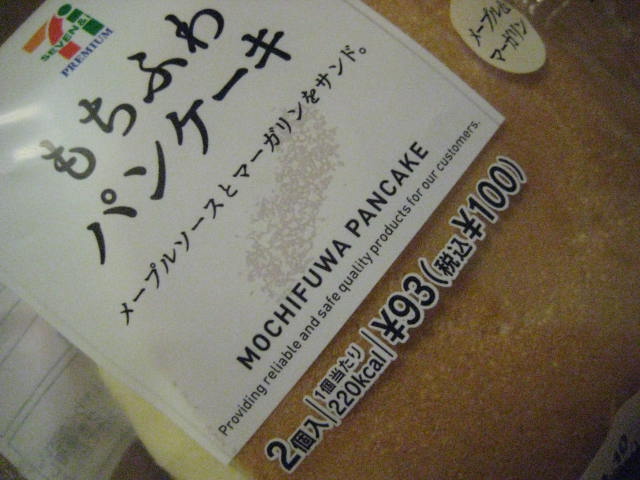 SEVEN&i
PREMIUM
もちふわ
パンケーキ
メープルソースとマーガリンをサンド。
MOCHIFUWA PANCAKE
Providing reliable and safe quality products for our customers.
2個入 1個当たり 220kcal ¥93(税込¥100)
メープル&
マーガリン